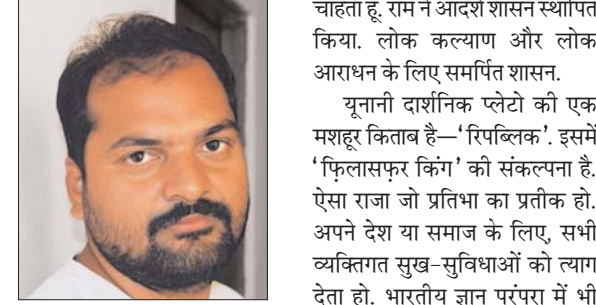 चाहता हूं. राम ने आदर्श शासन स्थापित
किया. लोक कल्याण और लोक
आराधन के लिए समर्पित शासन.
यूनानी दार्शनिक प्लेटो की एक
मशहूर किताब है—‘रिपब्लिक’. इसमें
‘फ़िलासफ़र किंग’ की संकल्पना है.
ऐसा राजा जो प्रतिभा का प्रतीक हो.
अपने देश या समाज के लिए, सभी
व्यक्तिगत सुख-सुविधाओं को त्याग
देता हो. भारतीय ज्ञान परंपरा में भी